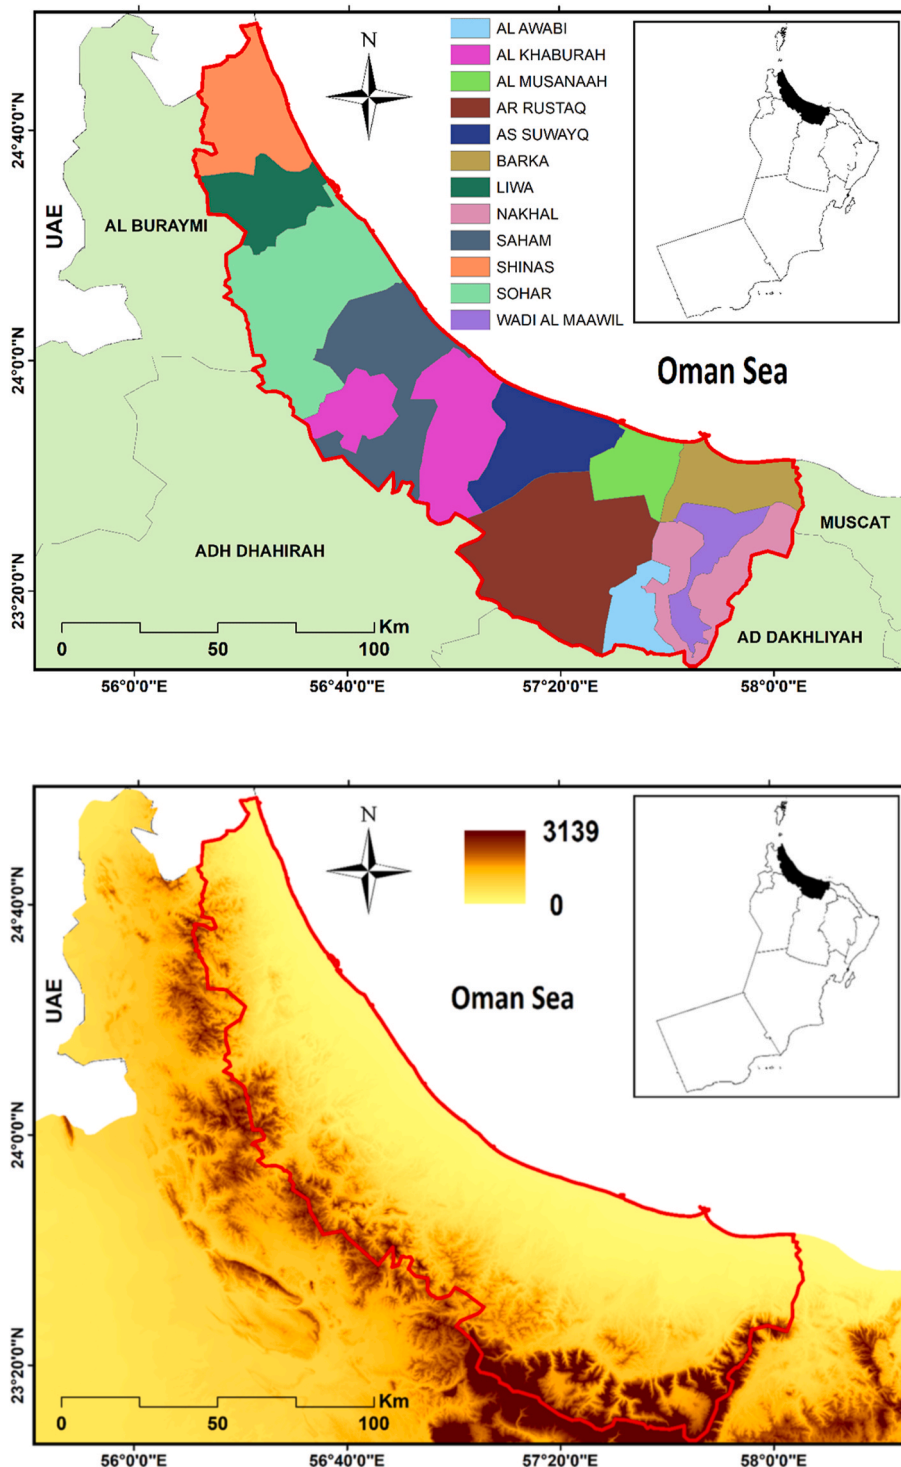 N
AL AWABI
AL KHABURAH
AL MUSANAAH
AR RUSTAQ
AS SUWAYQ
BARKA
LIWA
NAKHAL
SAHAM
SHINAS
SOHAR
WADI AL MAAWIL
24°40'0"N
UAE
AL BURAYMI
24°0'0"N
Oman Sea
MUSCAT
ADH DHAHIRAH
23°20'0"N
AD DAKHLIYAH
Km
0 50 100
56°0'0"E 56°40'0"E 57°20'0"E 58°0'0"E
N
3139
0
24°40'0"N
UAE
Oman Sea
24°0'0"N
23°20'0"N
Km
0 50 100
56°0'0"E 56°40'0"E 57°20'0"E 58°0'0"E